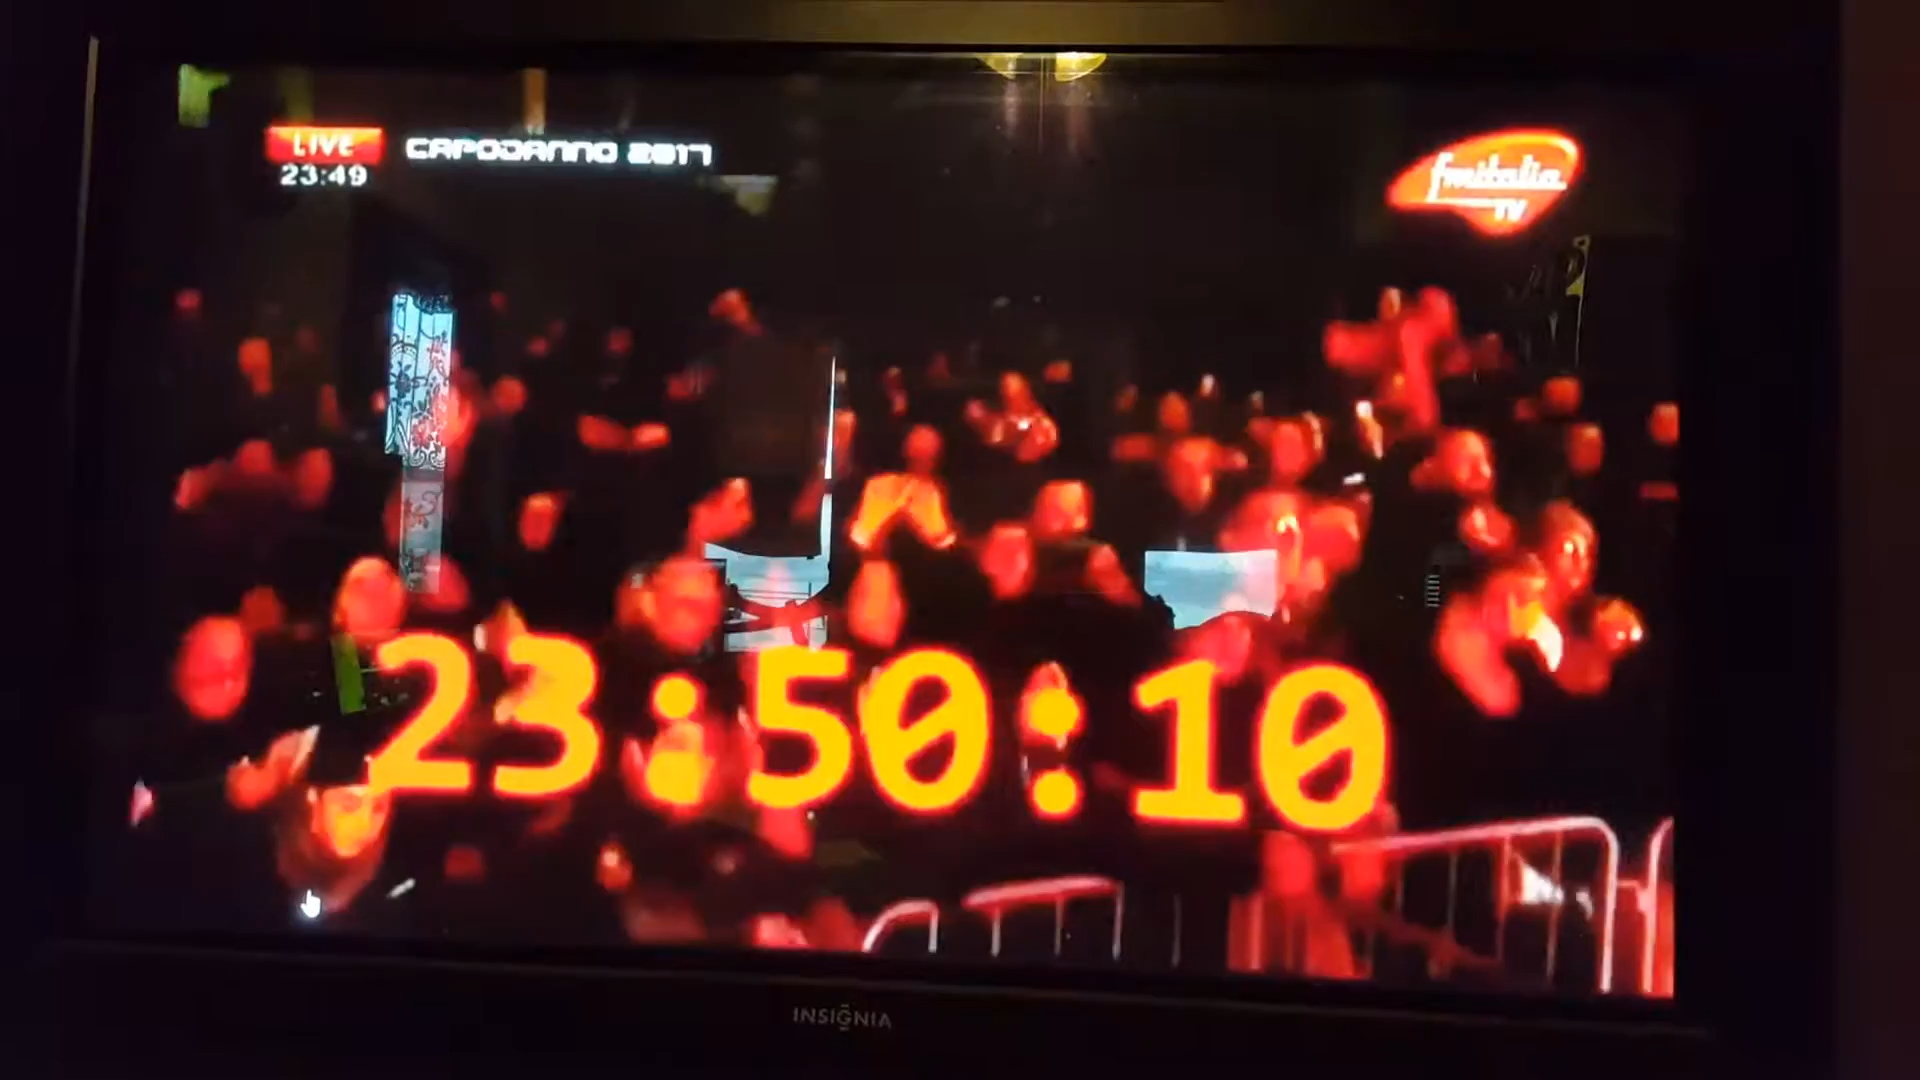 LIVE
23:49
CAPODANNO 2017
fmitalia
TV
23:50:10
INSIGNIA